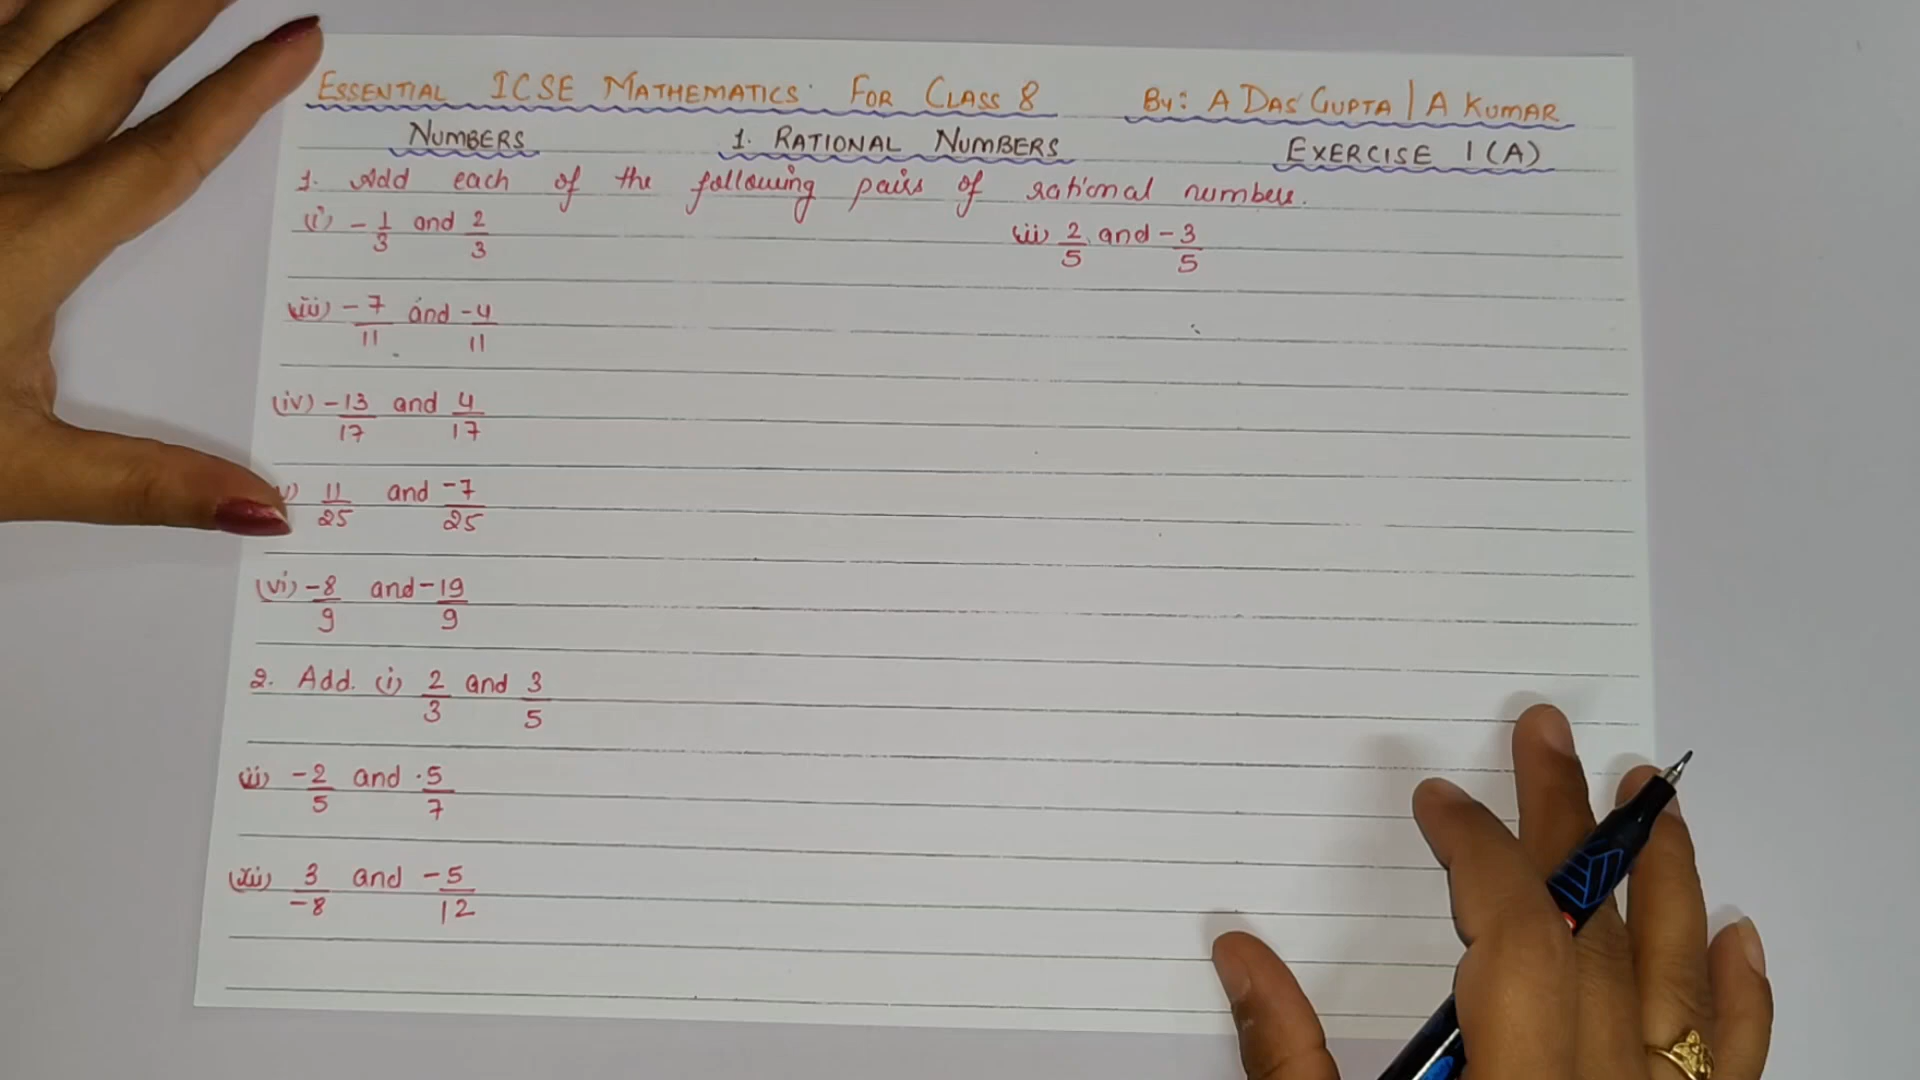 ESSENTIAL ICSE MATHEMATICS FOR CLASS 8 By: A DAS GUPTA | A KUMAR
NUMBERS 1. RATIONAL NUMBERS EXERCISE 1(A)
1. Add each of the following pairs of rational numbers.
(i) -1/3 and 2/3 (ii) 2/5 and -3/5
(iii) -7/11 and -4/11
(iv) -13/17 and 4/17
v) 11/25 and -7/25
(vi) -8/9 and -19/9
2. Add. (i) 2/3 and 3/5
(ii) -2/5 and 5/7
(iii) 3/-8 and -5/12